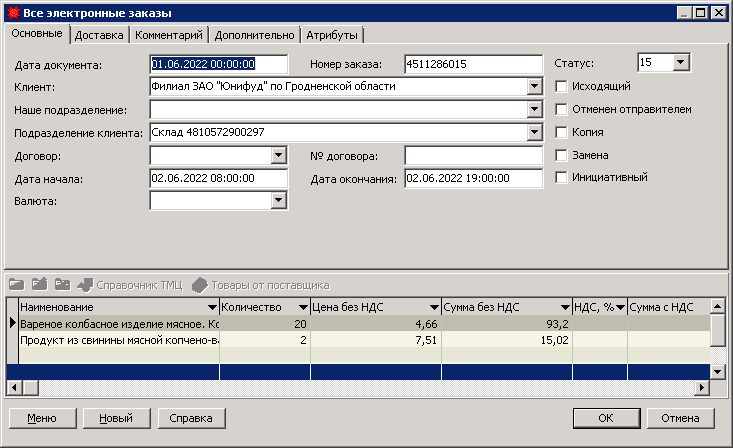 Все электронные заказы
Основные Доставка Комментарий Дополнительно Атрибуты
Дата документа: 01.06.2022 00:00:00 Номер заказа: 4511286015 Статус: 15
Клиент: Филиал ЗАО "Юнифуд" по Гродненской области Исходящий
Наше подразделение: Отменен отправителем
Подразделение клиента: Склад 4810572900297 Копия
Договор: № договора: Замена
Дата начала: 02.06.2022 08:00:00 Дата окончания: 02.06.2022 19:00:00 Инициативный
Валюта:
Справочник ТМЦ Товары от поставщика
Наименование Количество Цена без НДС Сумма без НДС НДС, % Сумма с НДС
Вареное колбасное изделие мясное. Кс 20 4,66 93,2
Продукт из свинины мясной копчено-в 2 7,51 15,02
Меню Новый Справка OK Отмена